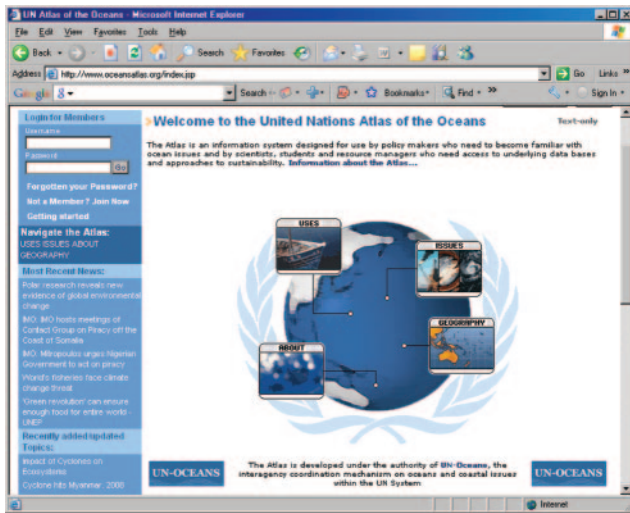 UN Atlas of the Oceans - Microsoft Internet Explorer
File Edit View Favorites Tools Help
Back Search Favorites
Address http://www.oceansatlas.org/index.jsp Go Links
Google Search Bookmarks Find Sign In
Login for Members
Username
Password
Go
Forgotten your Password?
Not a Member? Join Now
Getting started
Navigate the Atlas:
USES ISSUES ABOUT
GEOGRAPHY
Most Recent News:
Polar research reveals new
evidence of global environmental
change
IMO: IMO hosts meetings of
Contact Group on Piracy off the
Coast of Somalia
IMO: Mitropoulos urges Nigerian
Government to act on piracy
World's fisheries face climate
change threat
'Green revolution' can ensure
enough food for entire world -
UNEP
Recently added/updated
Topics:
Impact of Cyclones on
Ecosystems
Cyclone hits Myanmar, 2008
Welcome to the United Nations Atlas of the Oceans
Text-only
The Atlas is an information system designed for use by policy makers who need to become familiar with
ocean issues and by scientists, students and resource managers who need access to underlying data bases
and approaches to sustainability. Information about the Atlas...
USES
ISSUES
GEOGRAPHY
ABOUT
UN-OCEANS
The Atlas is developed under the authority of UN-Oceans, the
interagency coordination mechanism on oceans and coastal issues
within the UN System
UN-OCEANS
Internet